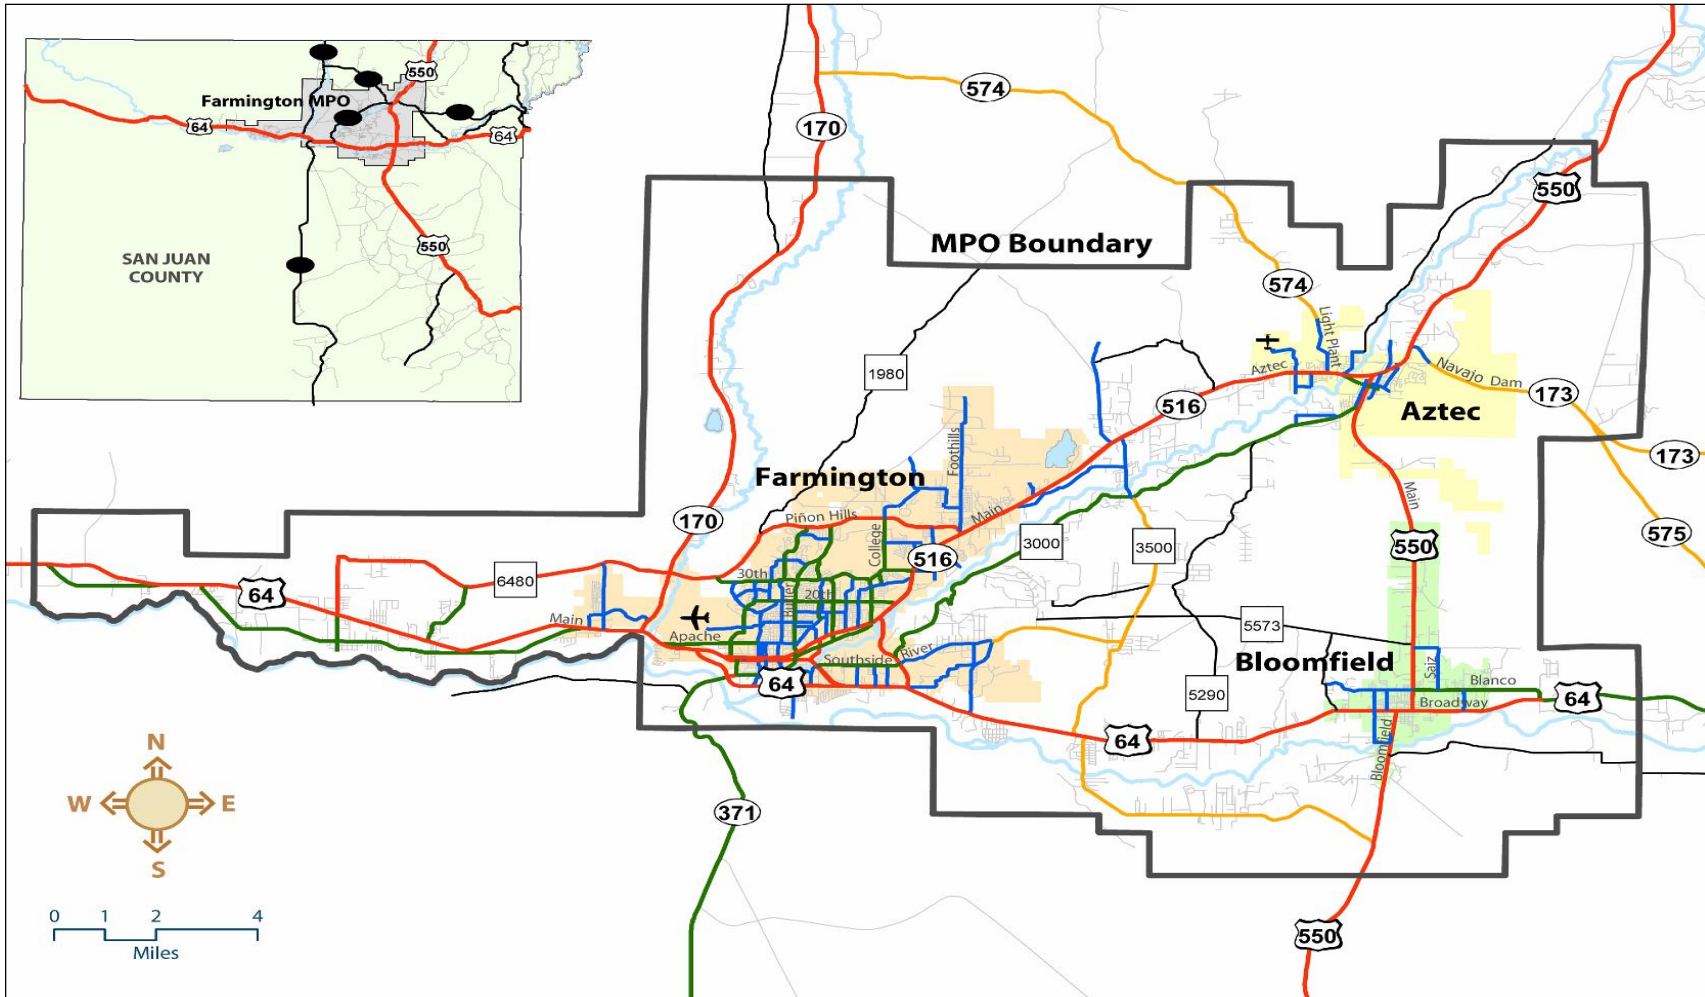 550
Farmington MPO
64
64
550
SAN JUAN
COUNTY
574
170
550
MPO Boundary
574
Light Plant
1980
Aztec
Navajo Dam
173
516
Aztec
173
Foothills
Farmington
Main
Main
Piñon Hills
170
College
516
3000
3500
550
575
6480
30th
64
20th
Butler
Main
Apache
5573
Southside
River
Bloomfield
Saiz
Blanco
64
5290
64
Broadway
64
Bloomfield
N
W
E
S
371
0 1 2 4
Miles
550